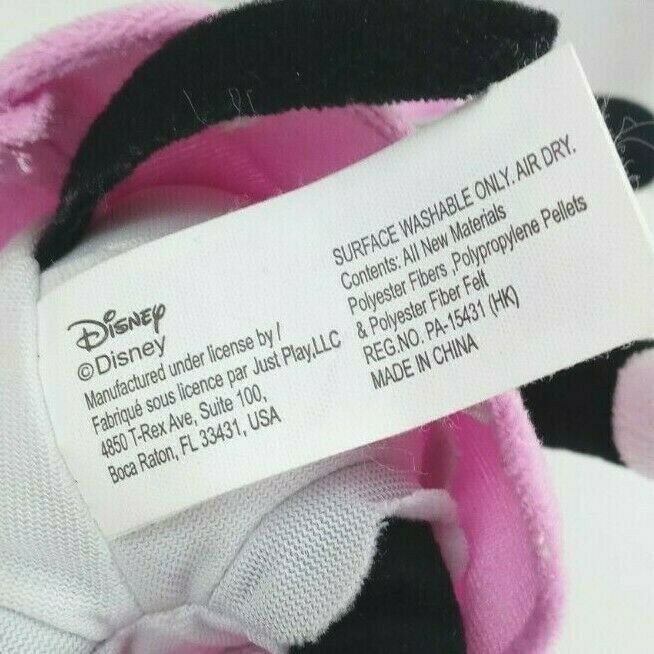 Disney
©Disney
Manufactured under license by /
Fabriqué sous licence par Just Play,LLC
4850 T-Rex Ave, Suite 100,
Boca Raton, FL 33431, USA
SURFACE WASHABLE ONLY. AIR DRY.
Contents: All New Materials
Polyester Fibers ,Polypropylene Pellets
& Polyester Fiber Felt
REG.NO. PA-15431 (HK)
MADE IN CHINA